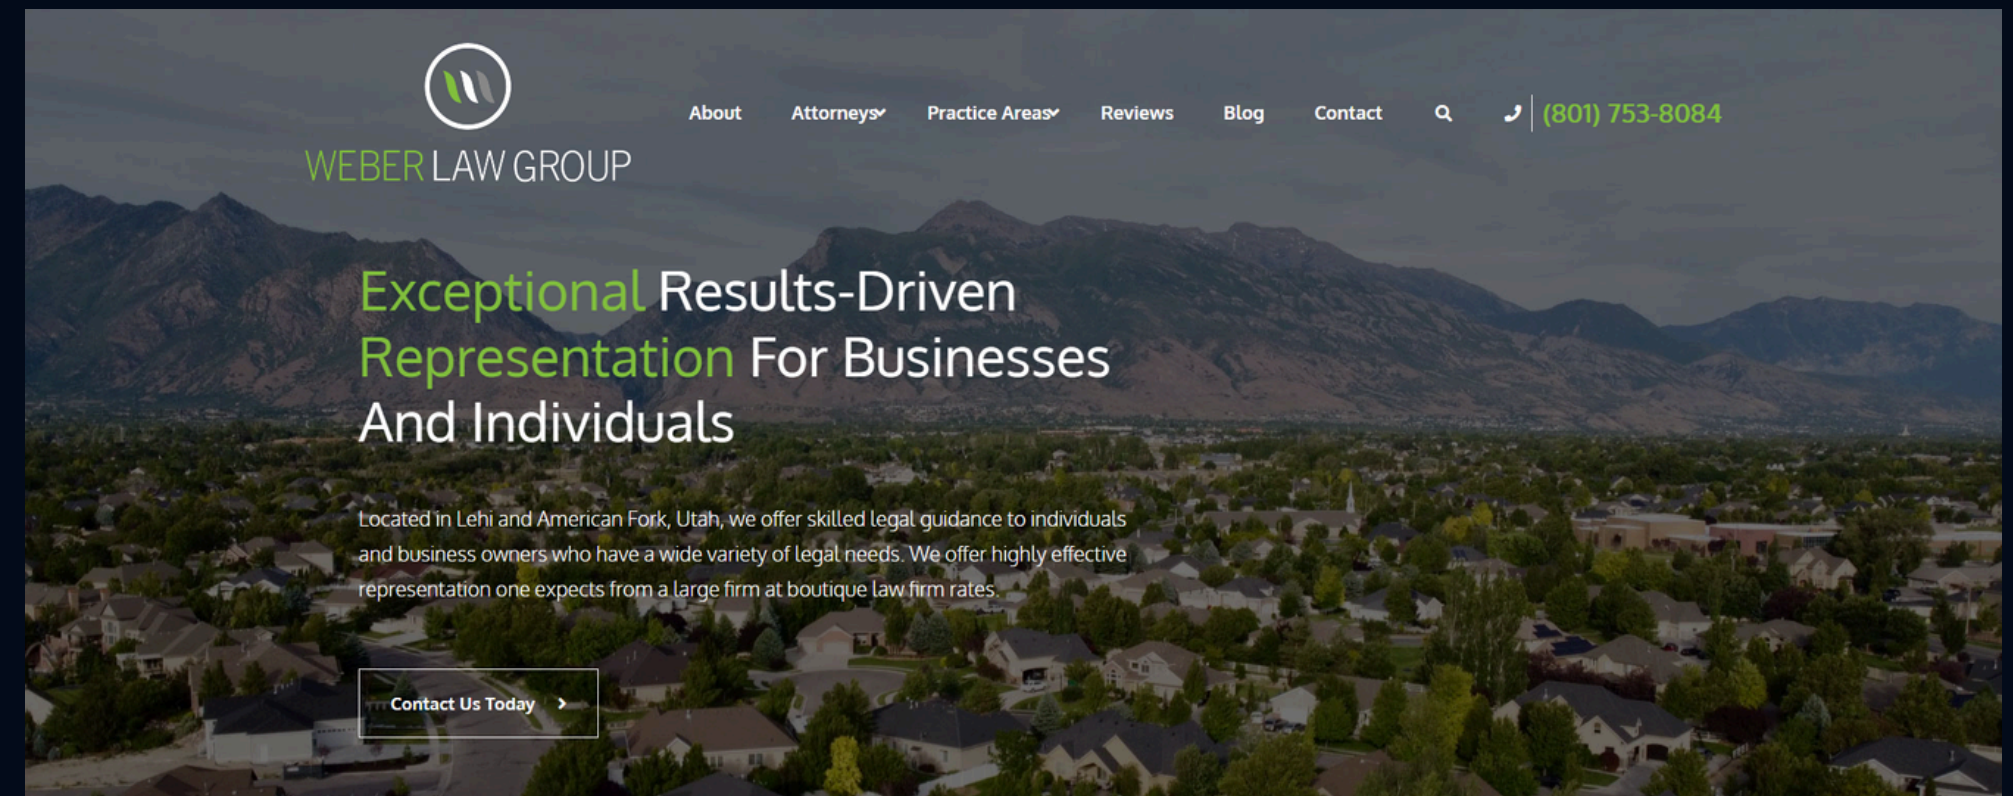 WEBER LAW GROUP
About
Attorneys
Practice Areas
Reviews
Blog
Contact
(801) 753-8084
Exceptional Results-Driven
Representation For Businesses
And Individuals
Located in Lehi and American Fork, Utah, we offer skilled legal guidance to individuals
and business owners who have a wide variety of legal needs. We offer highly effective
representation one expects from a large firm at boutique law firm rates.
Contact Us Today